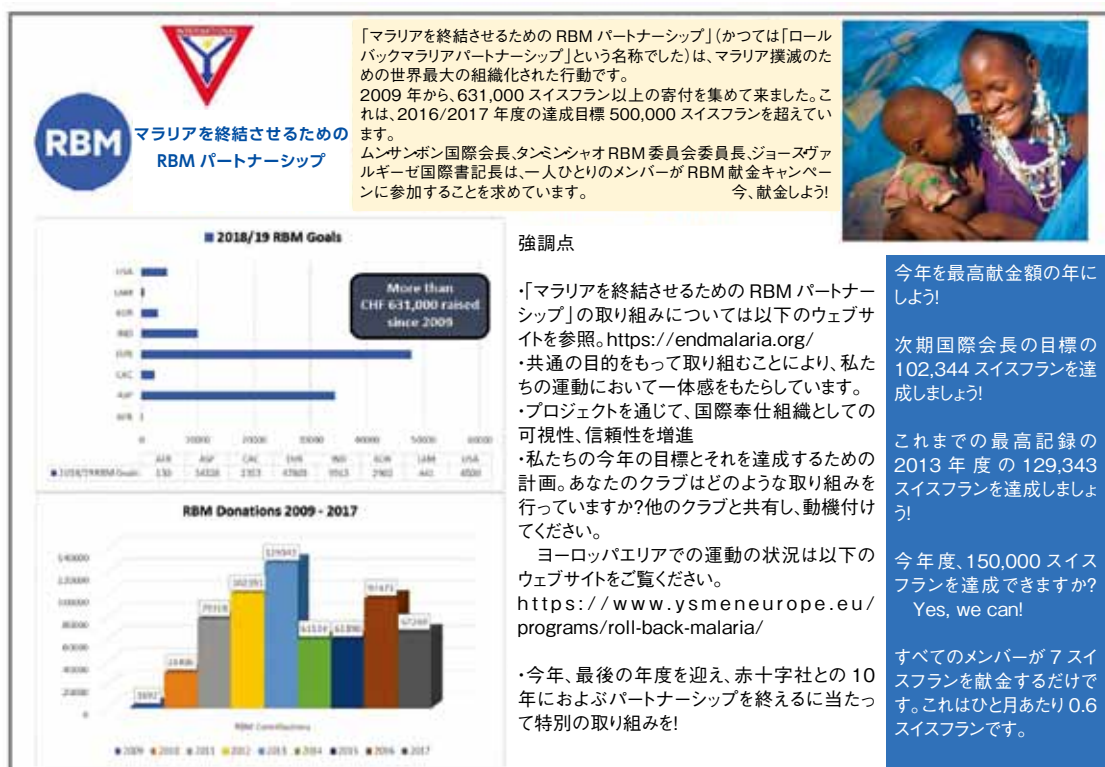 INTERNATIONAL
RBM
マラリアを終結させるための
RBM パートナーシップ
「マラリアを終結させるための RBM パートナーシップ」(かつては「ロール
バックマラリアパートナーシップ」という名称でした)は、マラリア撲滅のた
めの世界最大の組織化された行動です。
2009 年から、631,000 スイスフラン以上の寄付を集めて来ました。こ
れは、2016/2017 年度の達成目標 500,000 スイスフランを超えてい
ます。
ムンサンボン国際会長、タンミンシャオ RBM 委員会委員長、ジョースヴァ
ルギーゼ国際書記長は、一人ひとりのメンバーが RBM 献金キャンペー
ンに参加することを求めています。 今、献金しよう!
2018/19 RBM Goals
More than
CHF 631,000 raised
since 2009
USA
EUR
IND
CAC
ASP
AFR
0 10000 20000 30000 40000 50000 60000
RBM Donations 2009 - 2017
140000
120000
100000
80000
60000
40000
20000
0
RBM Contributions
2009 2010 2011 2012 2013 2014 2015 2016 2017
強調点
・「マラリアを終結させるための RBM パートナー
シップ」の取り組みについては以下のウェブサ
イトを参照。https://endmalaria.org/
・共通の目的をもって取り組むことにより、私た
ちの運動において一体感をもたらしています。
・プロジェクトを通じて、国際奉仕組織としての
可視性、信頼性を増進
・私たちの今年の目標とそれを達成するための
計画。あなたのクラブはどのような取り組みを
行っていますか?他のクラブと共有し、動機付け
てください。
ヨーロッパエリアでの運動の状況は以下の
ウェブサイトをご覧ください。
https://www.ysmeneurope.eu/
programs/roll-back-malaria/
・今年、最後の年度を迎え、赤十字社との 10
年におよぶパートナーシップを終えるに当たっ
て特別の取り組みを!
今年を最高献金額の年に
しよう!
次期国際会長の目標の
102,344 スイスフランを達
成しましょう!
これまでの最高記録の
2013 年度の 129,343
スイスフランを達成しましょ
う!
今年度、150,000 スイス
フランを達成できますか?
Yes, we can!
すべてのメンバーが 7 スイ
スフランを献金するだけで
す。これはひと月あたり 0.6
スイスフランです。